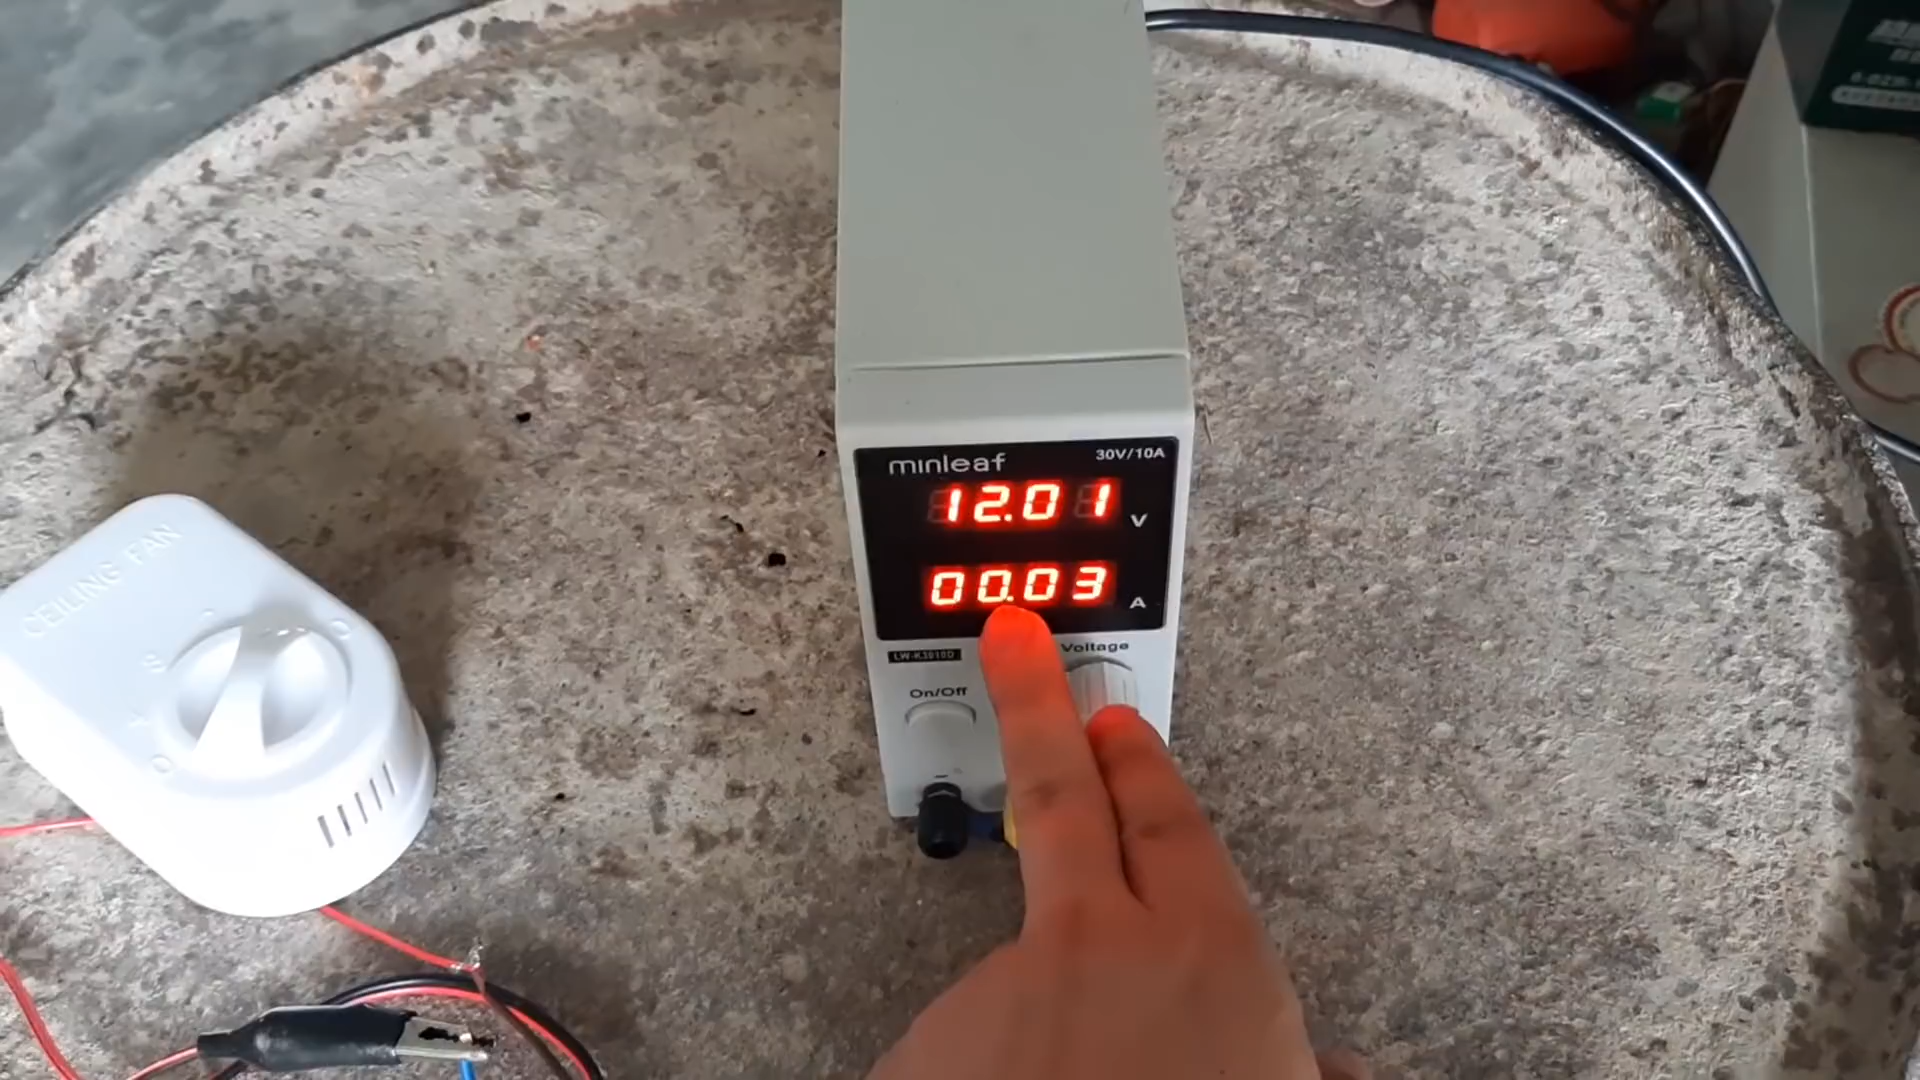 minleaf 30V/10A
12.01 V
00.03 A
LW-K3010D
Voltage
On/Off
CEILING FAN